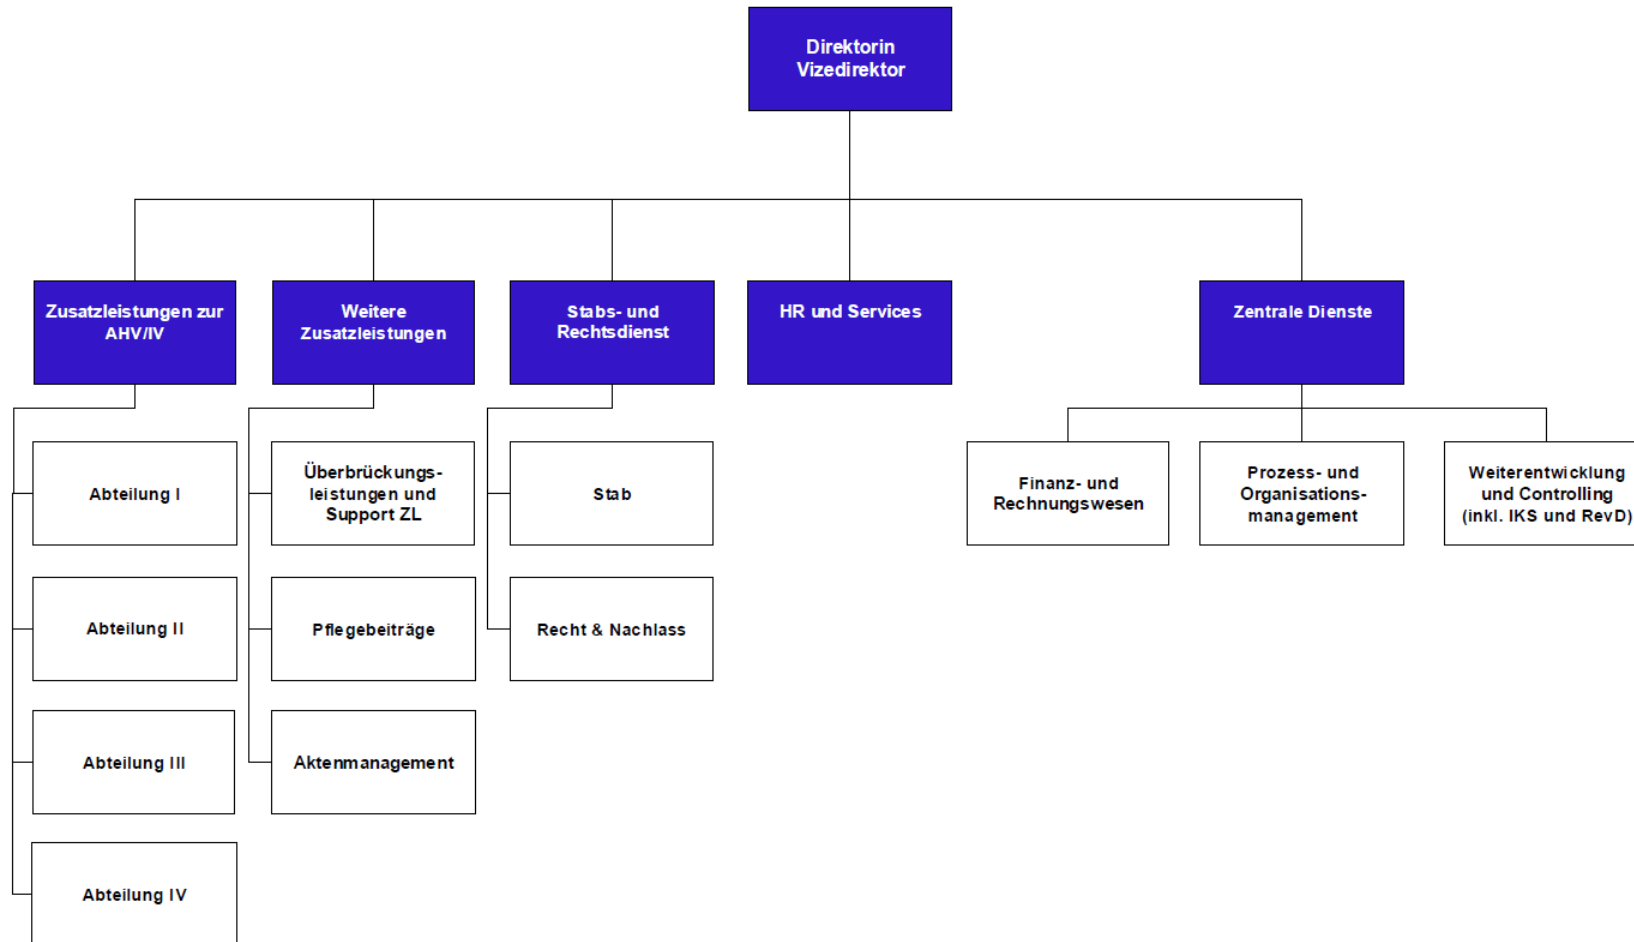 Direktorin
Vizedirektor
Zusatzleistungen zur
AHV/IV
Weitere
Zusatzleistungen
Stabs- und
Rechtsdienst
HR und Services
Zentrale Dienste
Abteilung I
Überbrückungs-
leistungen und
Support ZL
Stab
Finanz- und
Rechnungswesen
Prozess- und
Organisations-
management
Weiterentwicklung
und Controlling
(inkl. IKS und RevD)
Abteilung II
Pflegebeiträge
Recht & Nachlass
Abteilung III
Aktenmanagement
Abteilung IV